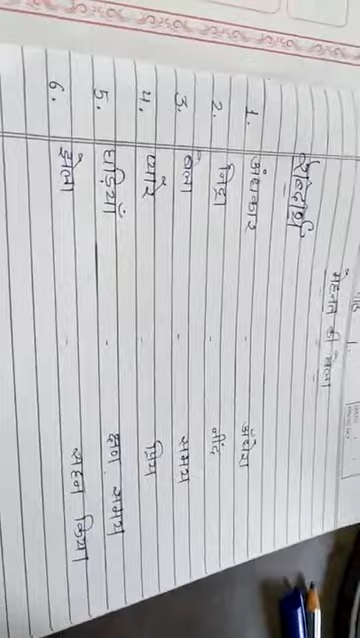 मेहनत की बेला
शब्दार्थ
1. अंधकार - अंधेरा
2. निद्रा - नींद
3. बेला - समय
4. प्यारे - प्रिय
5. घड़ियाँ - क्षण, समय
6. झेला - सहन किया